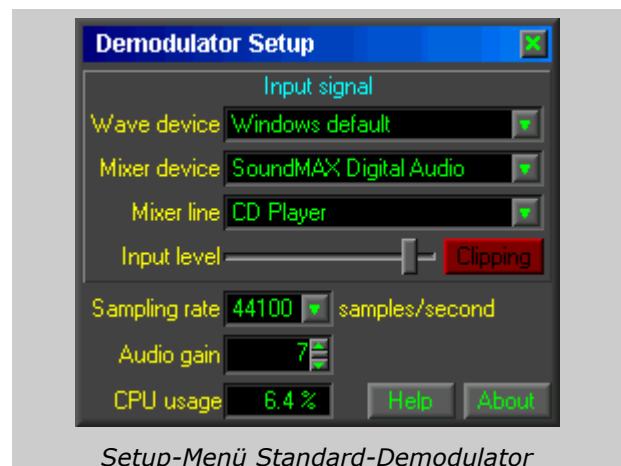 Demodulator Setup
Input signal
Wave device Windows default
Mixer device SoundMAX Digital Audio
Mixer line CD Player
Input level Clipping
Sampling rate 44100 samples/second
Audio gain 7
CPU usage 6.4 % Help About
Setup-Menü Standard-Demodulator